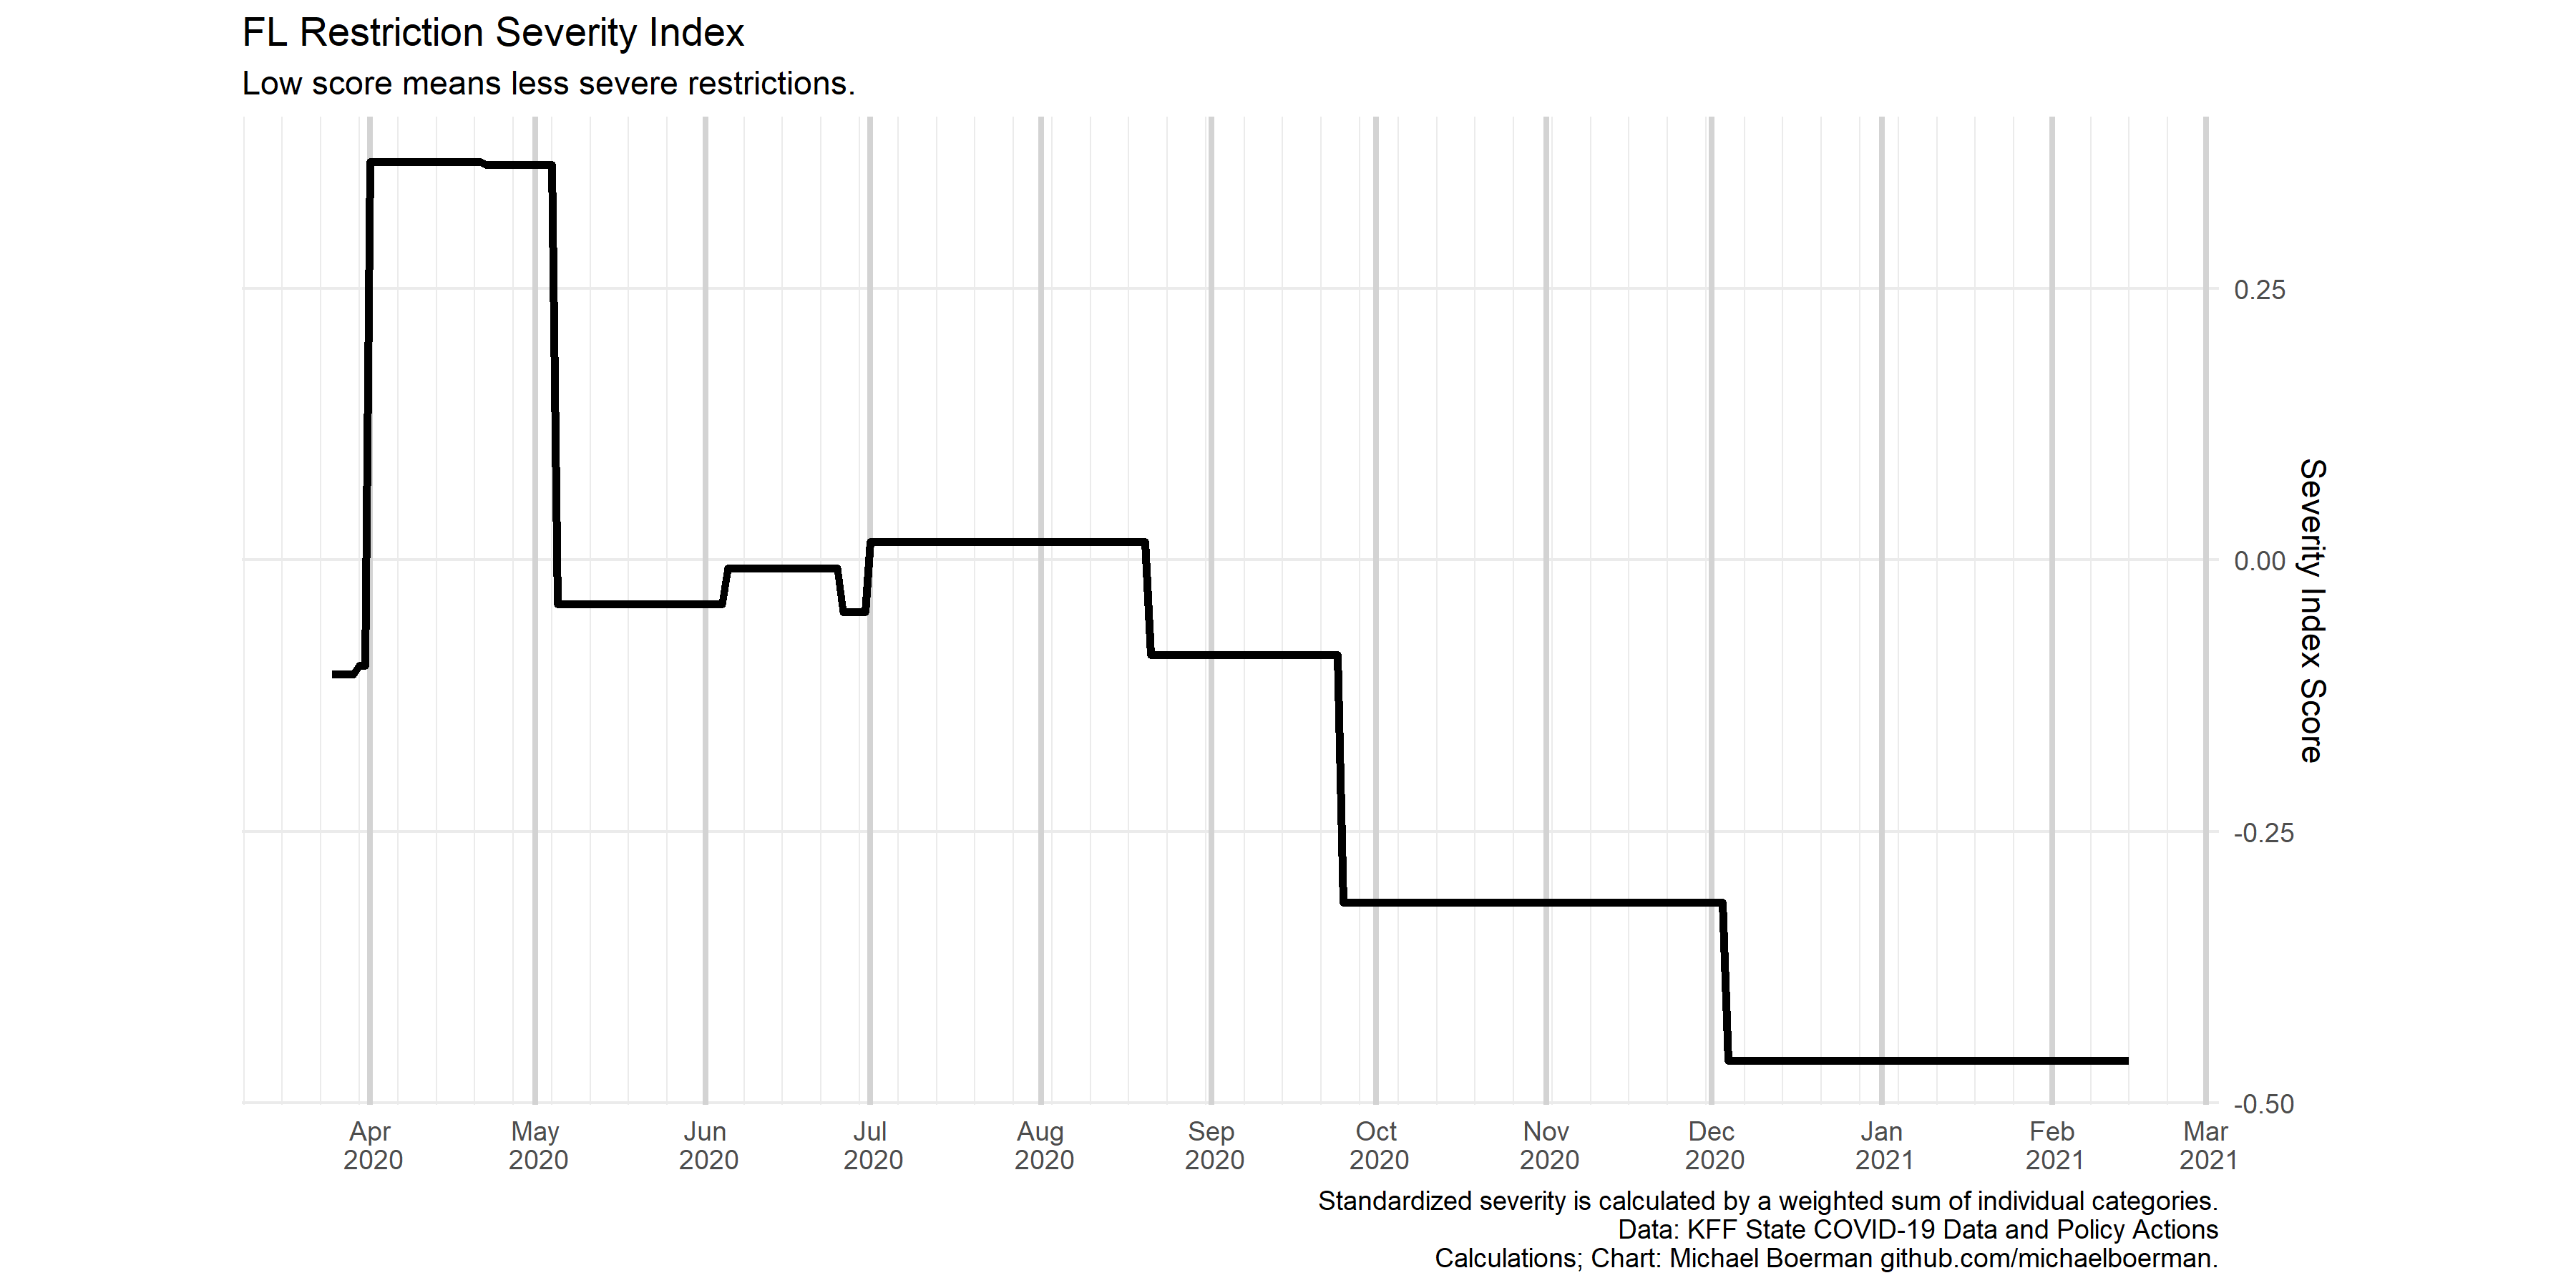 FL Restriction Severity Index
Low score means less severe restrictions.
0.25
0.00
-0.25
-0.50
Severity Index Score
Apr 2020
May 2020
Jun 2020
Jul 2020
Aug 2020
Sep 2020
Oct 2020
Nov 2020
Dec 2020
Jan 2021
Feb 2021
Mar 2021
Standardized severity is calculated by a weighted sum of individual categories.
Data: KFF State COVID-19 Data and Policy Actions
Calculations; Chart: Michael Boerman github.com/michaelboerman.